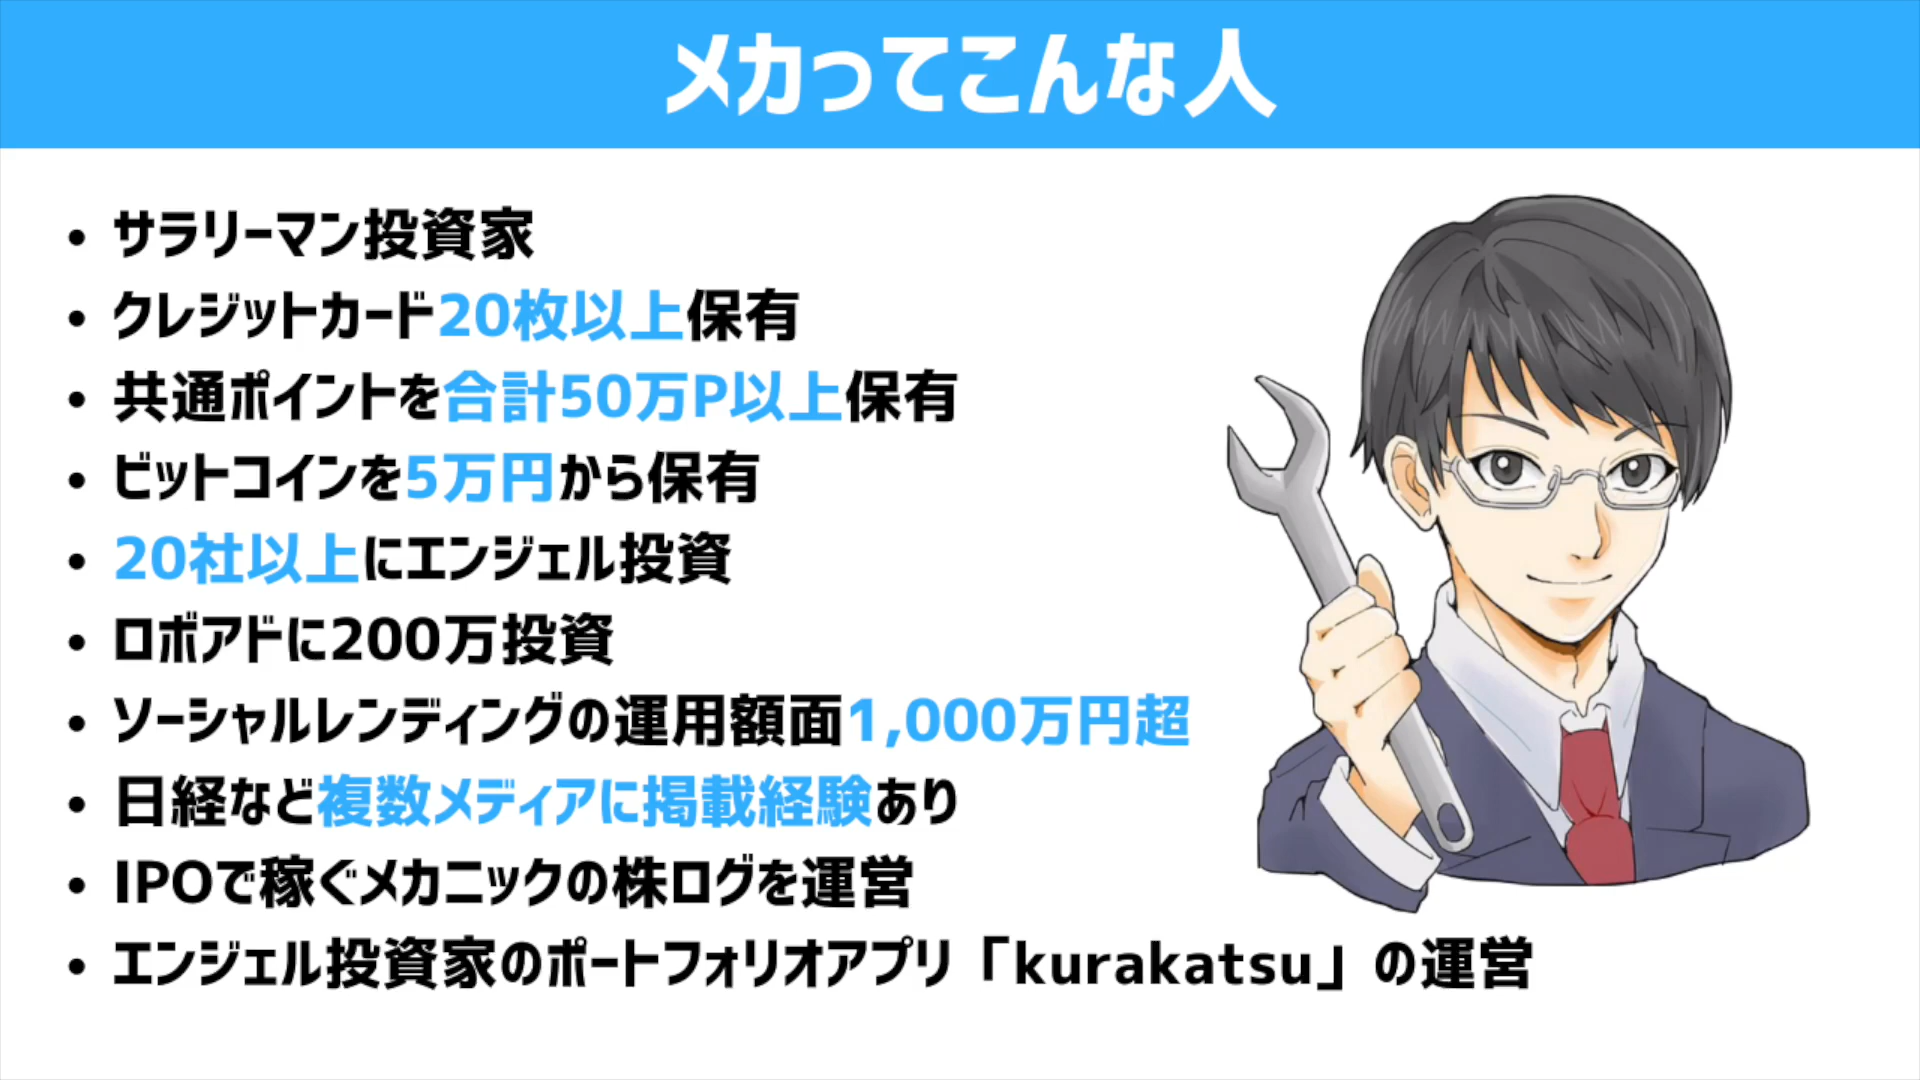 メカってこんな人
・サラリーマン投資家
・クレジットカード20枚以上保有
・共通ポイントを合計50万P以上保有
・ビットコインを5万円から保有
・20社以上にエンジェル投資
・ロボアドに200万投資
・ソーシャルレンディングの運用額面1,000万円超
・日経など複数メディアに掲載経験あり
・IPOで稼ぐメカニックの株ログを運営
・エンジェル投資家のポートフォリオアプリ「kurakatsu」の運営